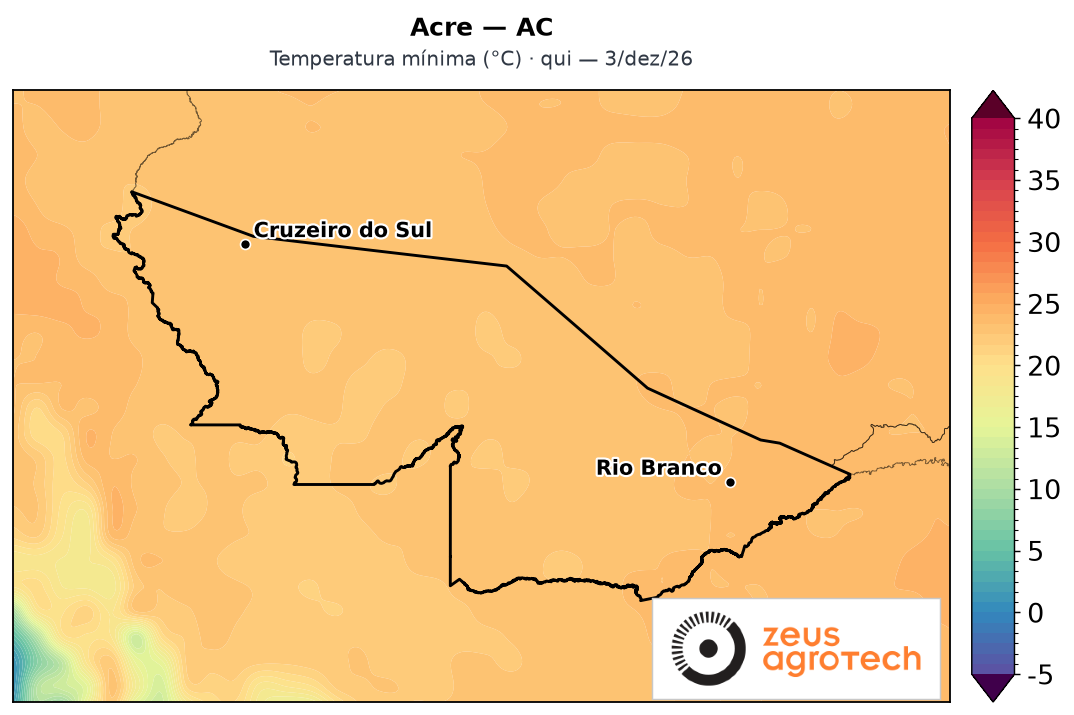 Acre — AC
Temperatura mínima (°C) · qui — 3/dez/26
Cruzeiro do Sul
Rio Branco
40
35
30
25
20
15
10
5
0
-5
zeus
agrotech